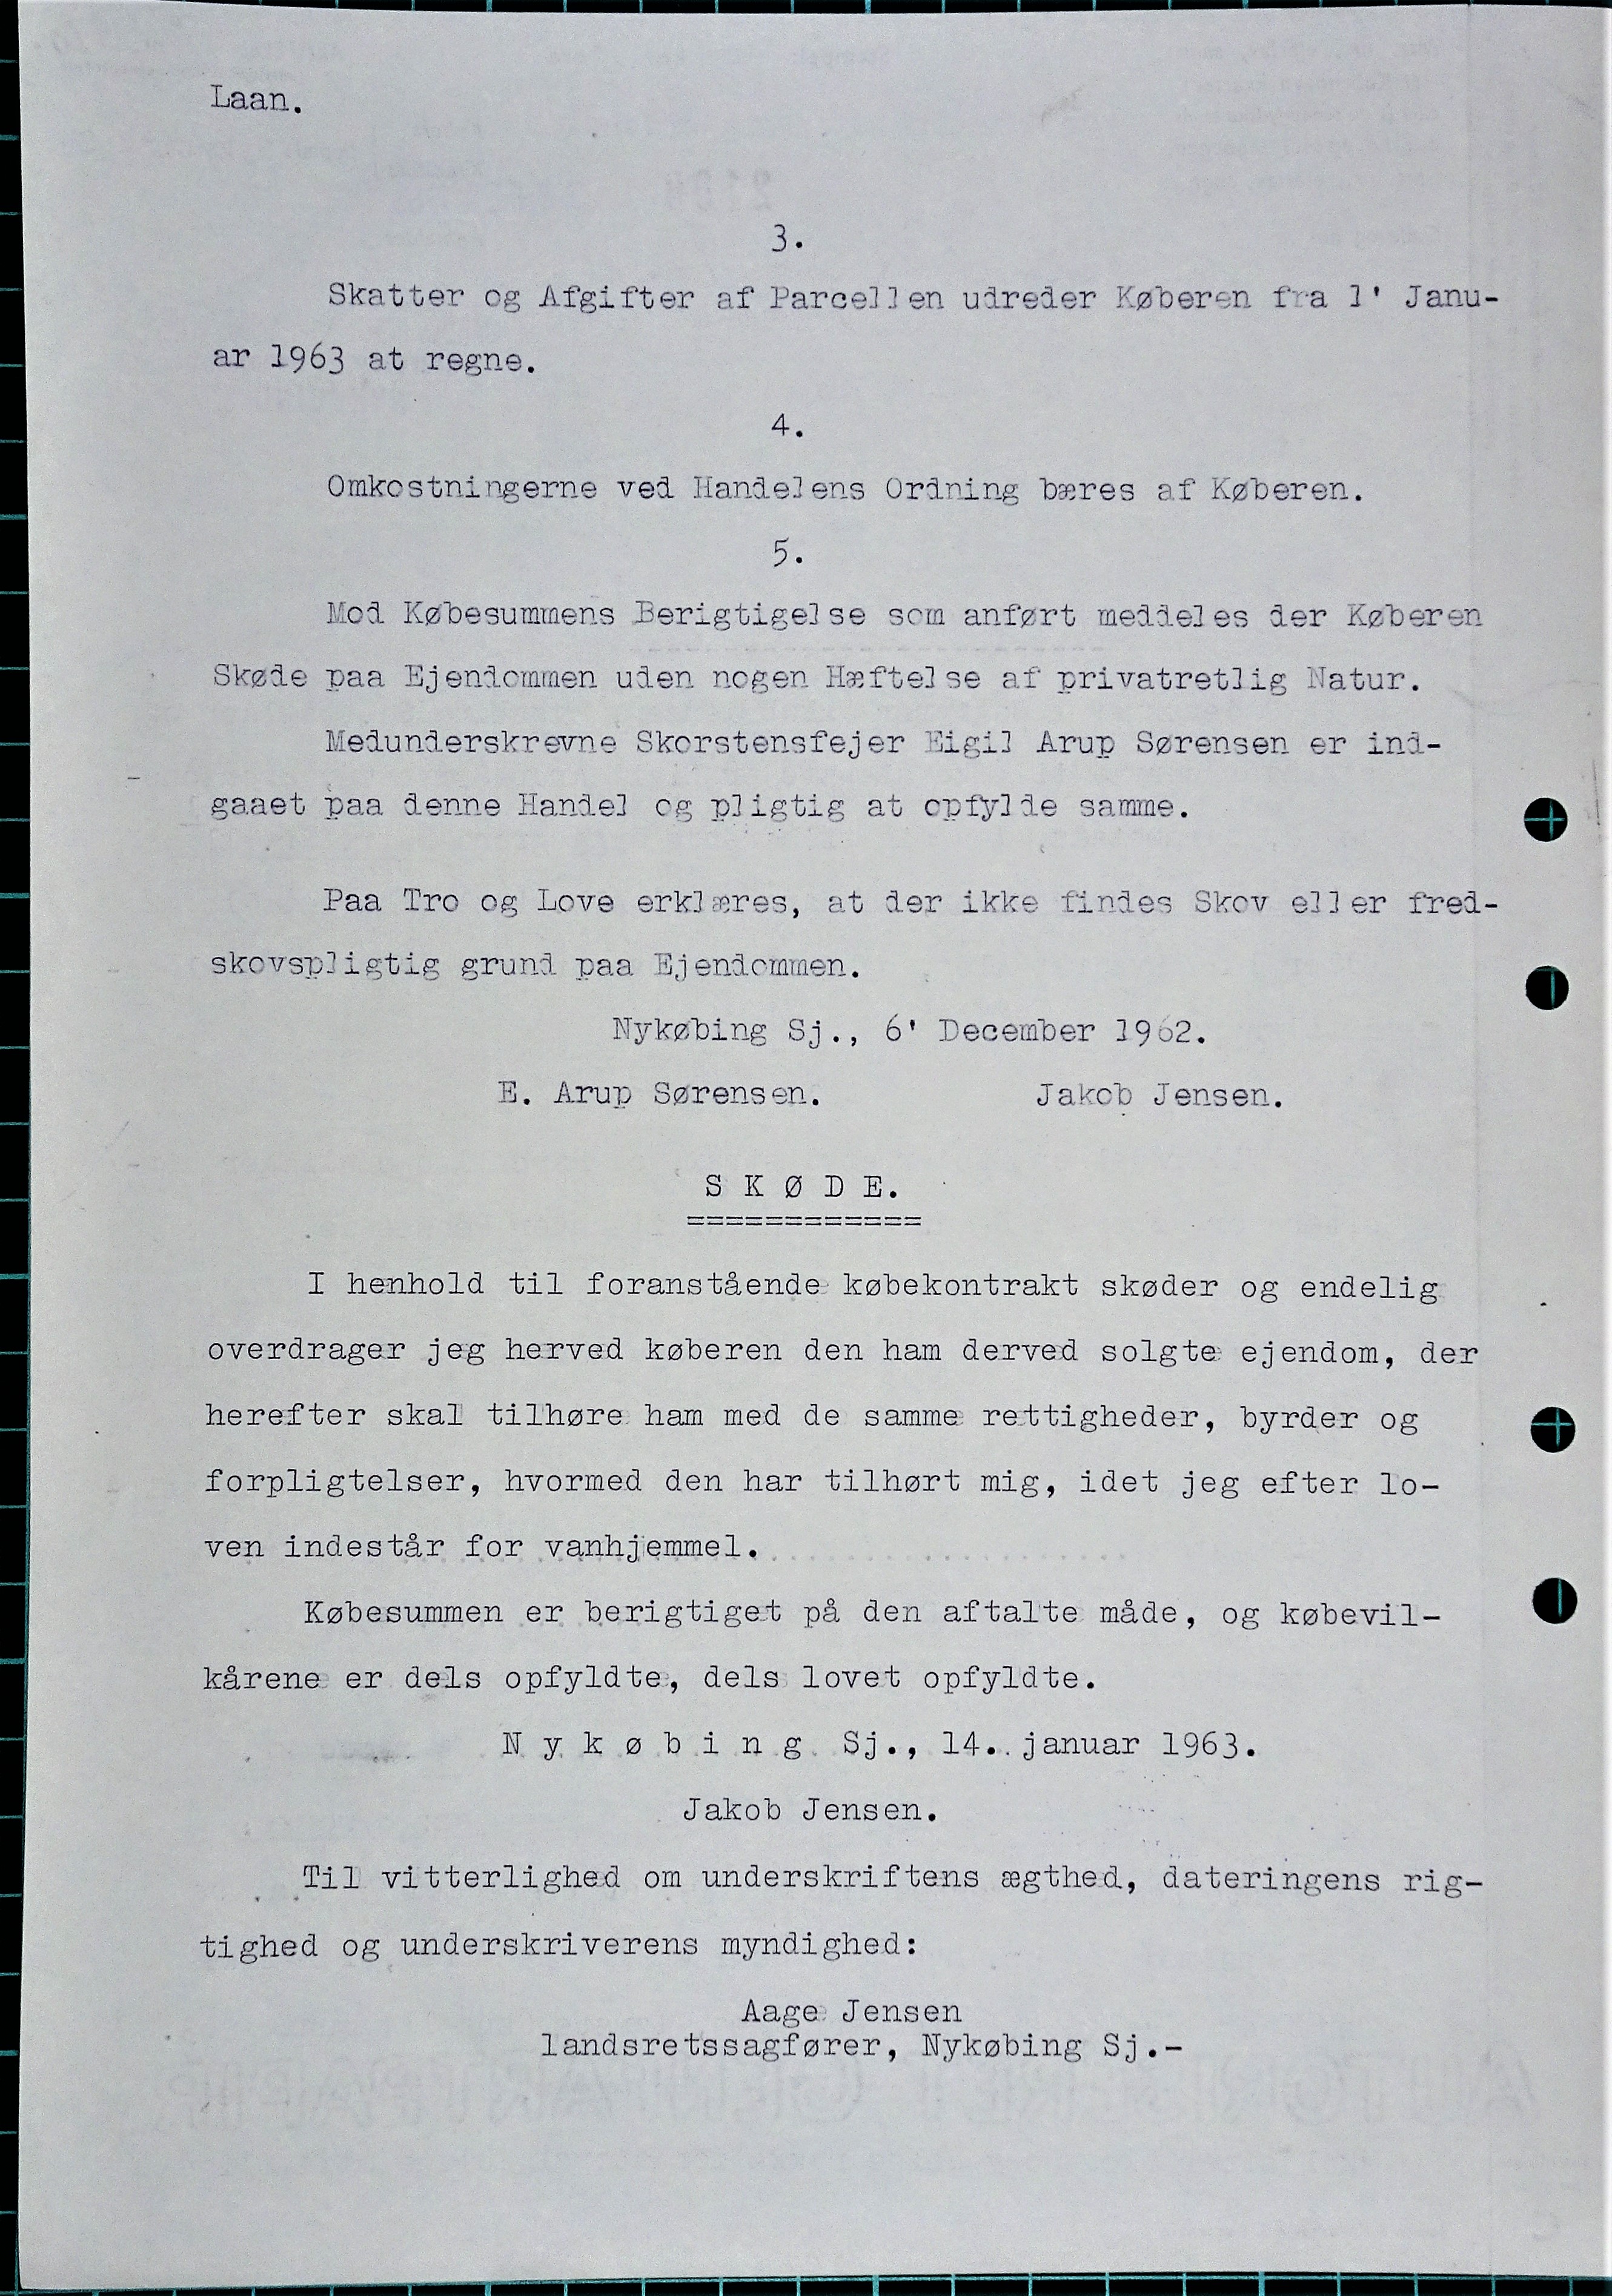 Laan.
3.
Skatter og Afgifter af Parcellen udreder Køberen fra 1' Janu-
ar 1963 at regne.
4.
Omkostningerne ved Handelens Ordning bæres af Køberen.
5.
Mod Købesummens Berigtigelse som anført meddeles der Køberen
Skøde paa Ejendommen uden nogen Hæftelse af privatretlig Natur.
Medunderskrevne Skorstensfejer Eigil Arup Sørensen er ind-
gaaet paa denne Handel og pligtig at opfylde samme.
Paa Tro og Love erklæres, at der ikke findes Skov eller fred-
skovspligtig grund paa Ejendommen.
Nykøbing Sj., 6' December 1962.
E. Arup Sørensen. Jakob Jensen.
S K Ø D E.
============
I henhold til foranstående købekontrakt skøder og endelig
overdrager jeg herved køberen den ham derved solgte ejendom, der
herefter skal tilhøre ham med de samme rettigheder, byrder og
forpligtelser, hvormed den har tilhørt mig, idet jeg efter lo-
ven indestår for vanhjemmel.
Købesummen er berigtiget på den aftalte måde, og købevil-
kårene er dels opfyldte, dels lovet opfyldte.
N y k ø b i n g Sj., 14. januar 1963.
Jakob Jensen.
Til vitterlighed om underskriftens ægthed, dateringens rig-
tighed og underskriverens myndighed:
Aage Jensen
landsretssagfører, Nykøbing Sj.-